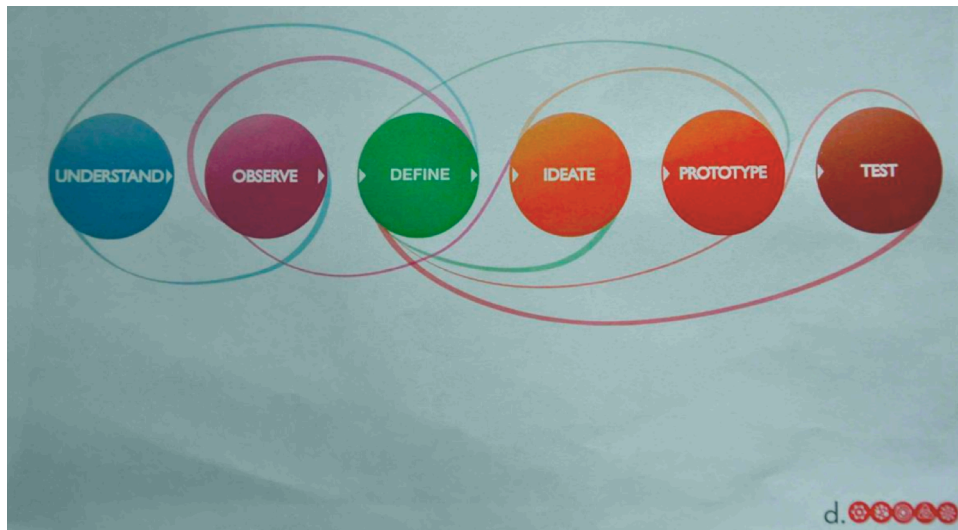 UNDERSTAND
OBSERVE
DEFINE
IDEATE
PROTOTYPE
TEST
d.